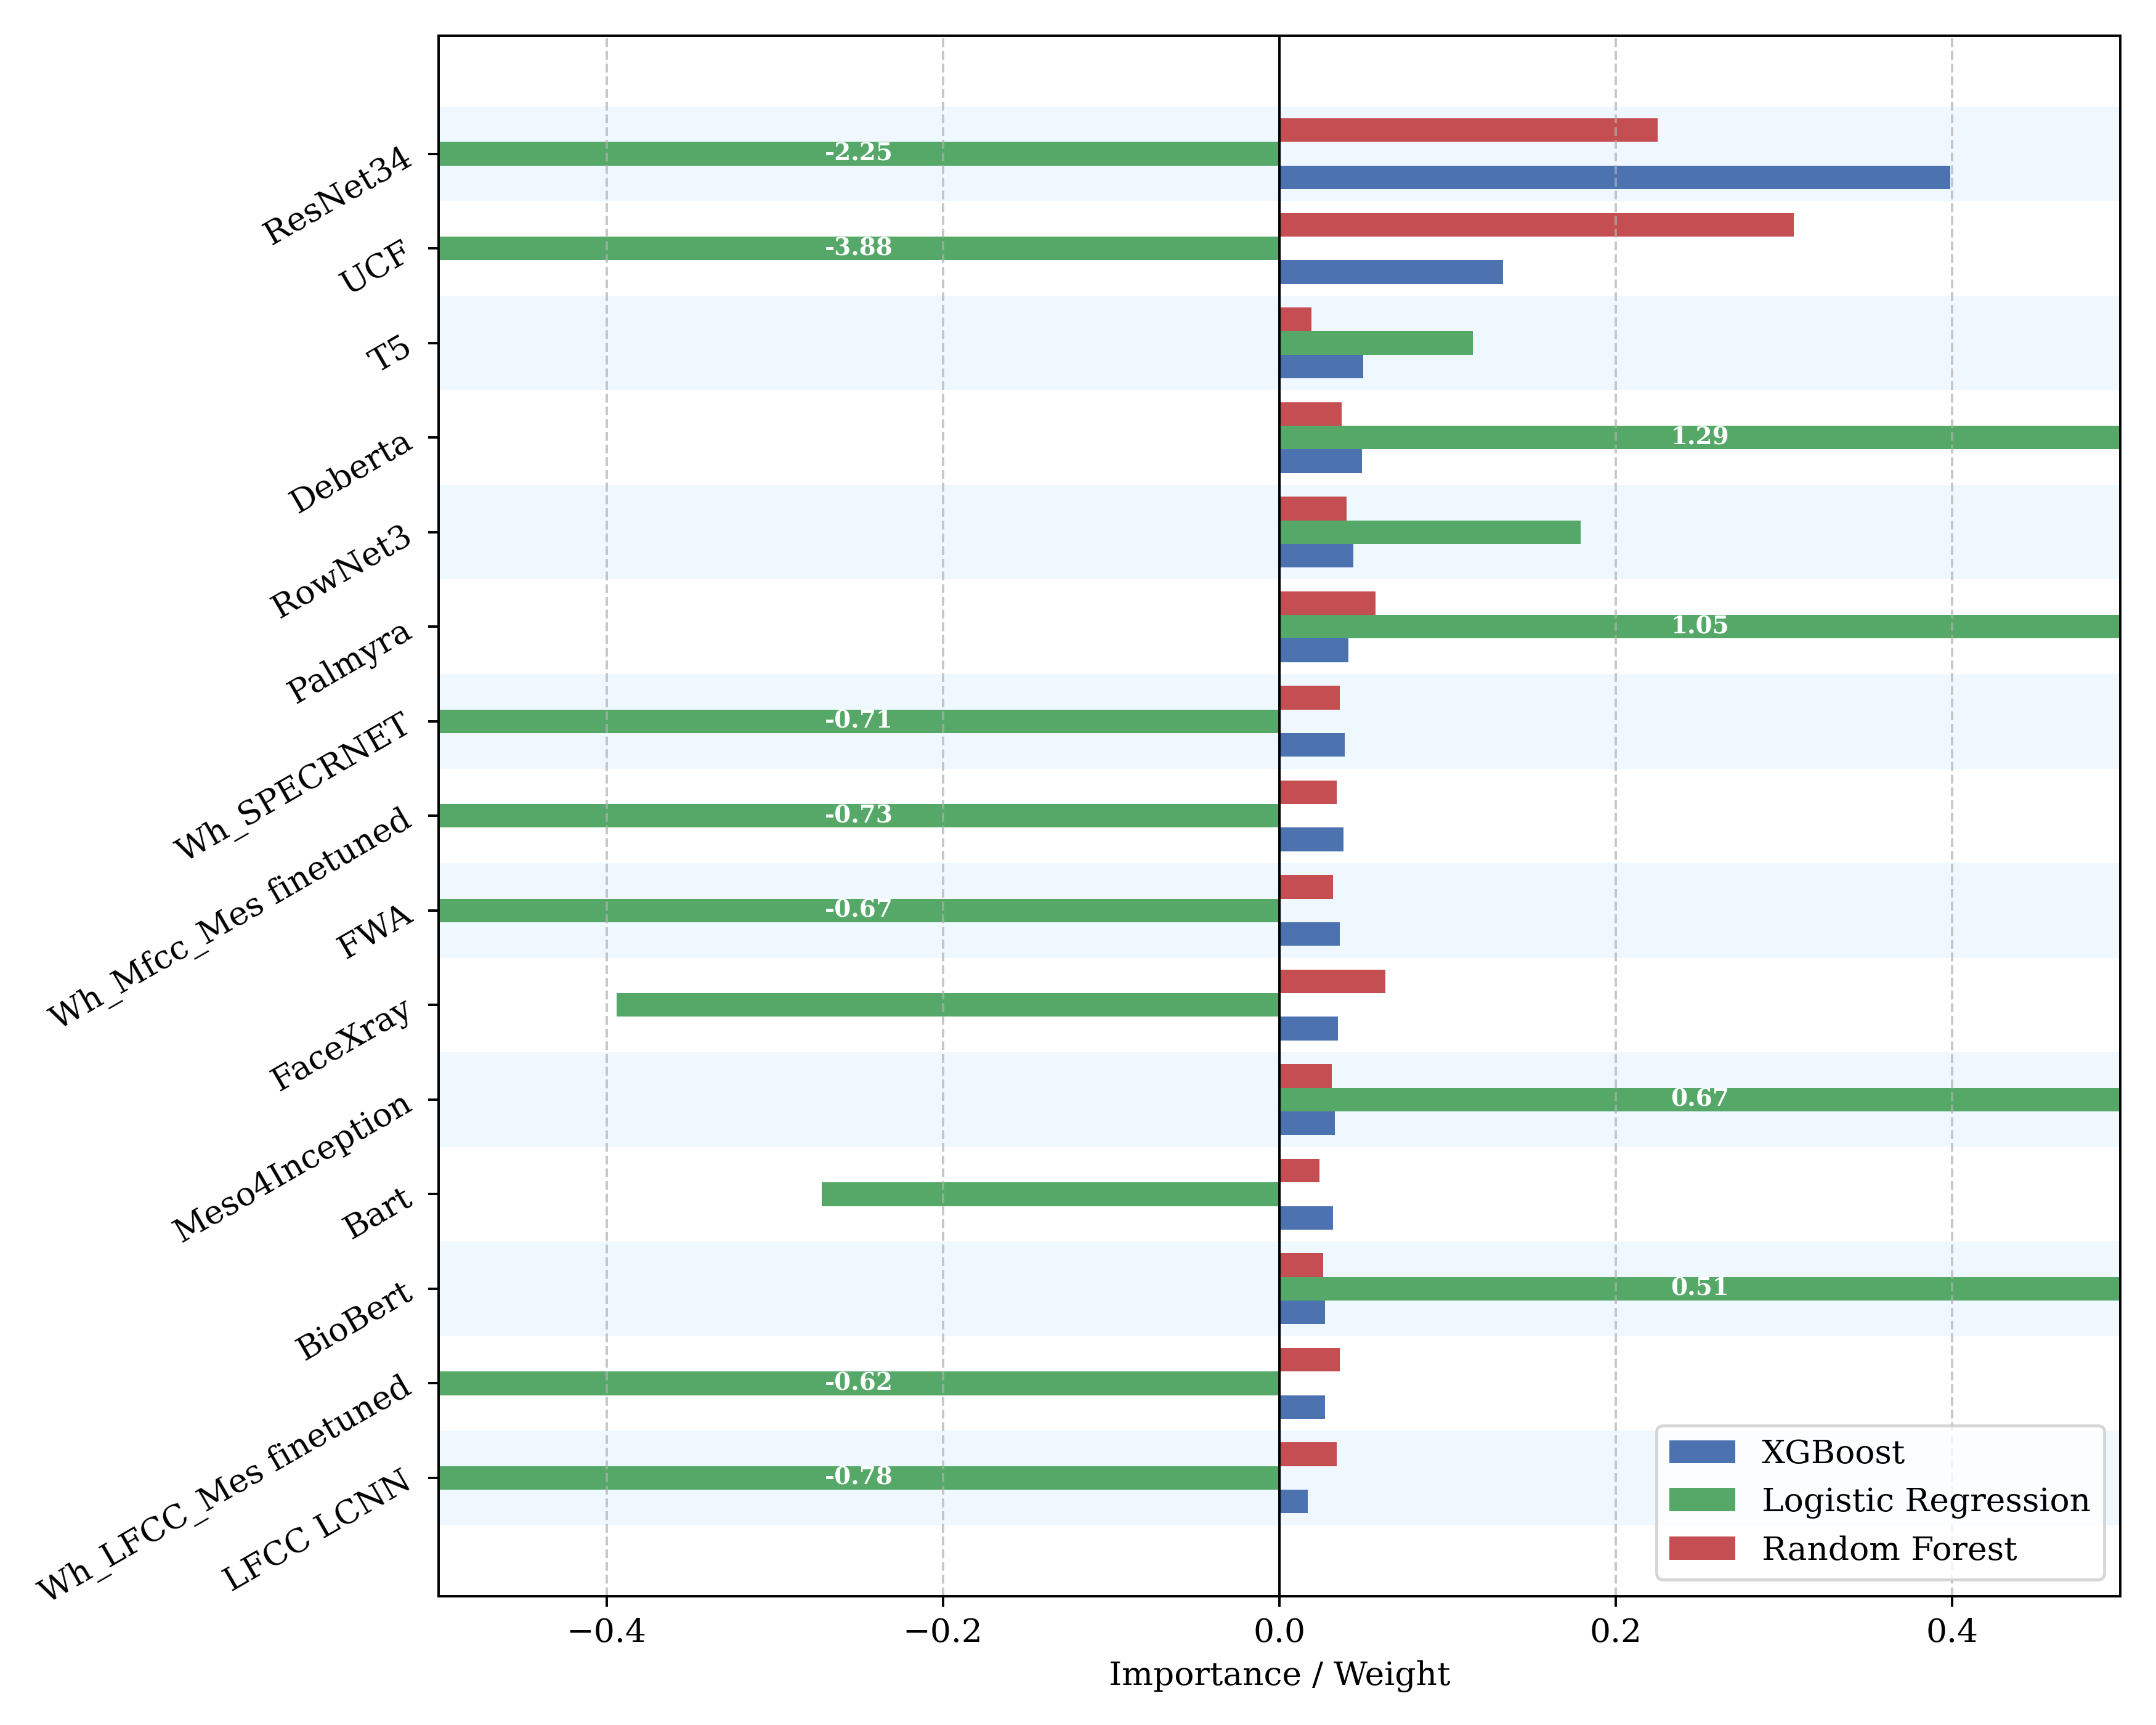 ResNet34
-2.25
UCF
-3.88
T5
Deberta
1.29
RowNet3
Palmyra
1.05
Wh_SPECRNET
-0.71
Wh_Mfcc_Mes finetuned
-0.73
FWA
-0.67
FaceXray
Meso4Inception
0.67
Bart
BioBert
0.51
Wh_LFCC_Mes finetuned
-0.62
LFCC LCNN
-0.78
XGBoost
Logistic Regression
Random Forest
−0.4 −0.2 0.0 0.2 0.4
Importance / Weight